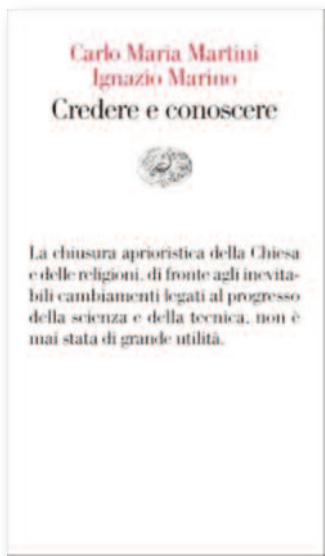 Carlo Maria Martini
Ignazio Marino
Credere e conoscere
La chiusura aprioristica della Chiesa
e delle religioni, di fronte agli inevita-
bili cambiamenti legati al progresso
della scienza e della tecnica, non è
mai stata di grande utilità.